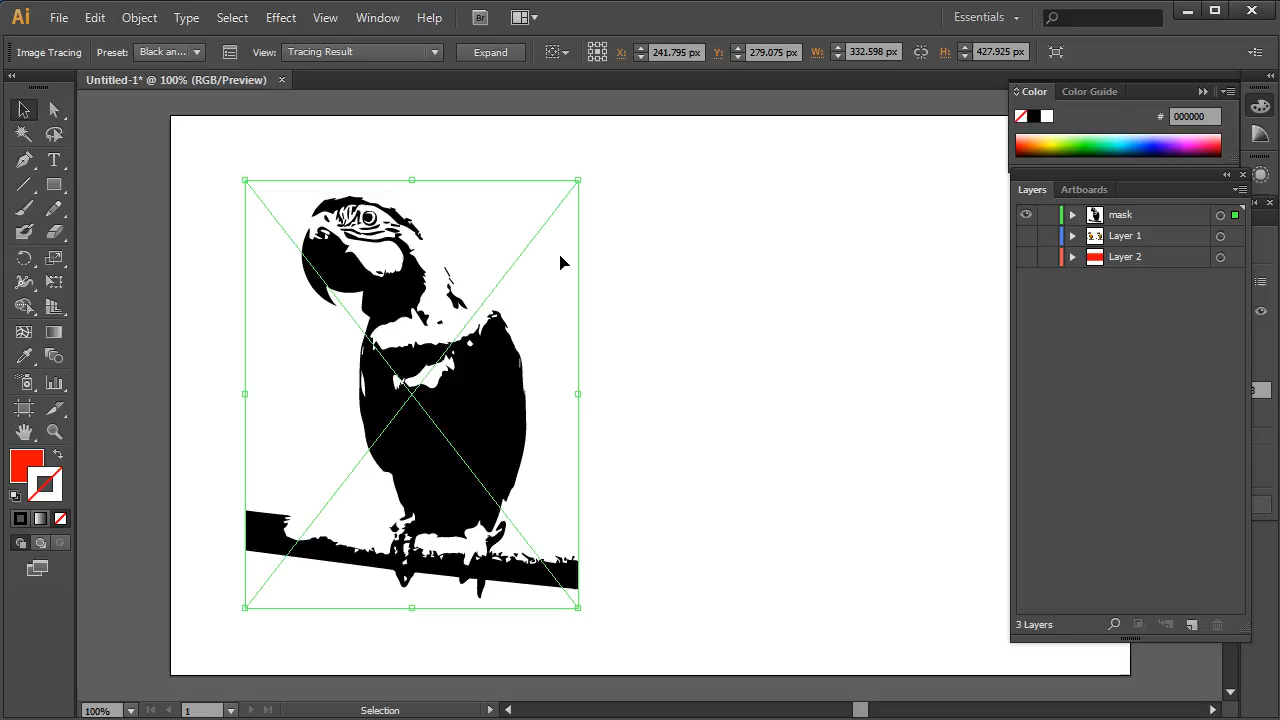 Ai File Edit Object Type Select Effect View Window Help Br Essentials
Image Tracing Preset: Black an... View: Tracing Result Expand X: 241.795 px Y: 279.075 px W: 332.598 px H: 427.925 px
Untitled-1* @ 100% (RGB/Preview)
Color Color Guide
# 000000
Layers Artboards
mask
Layer 1
Layer 2
T
3 Layers
100% 1 Selection